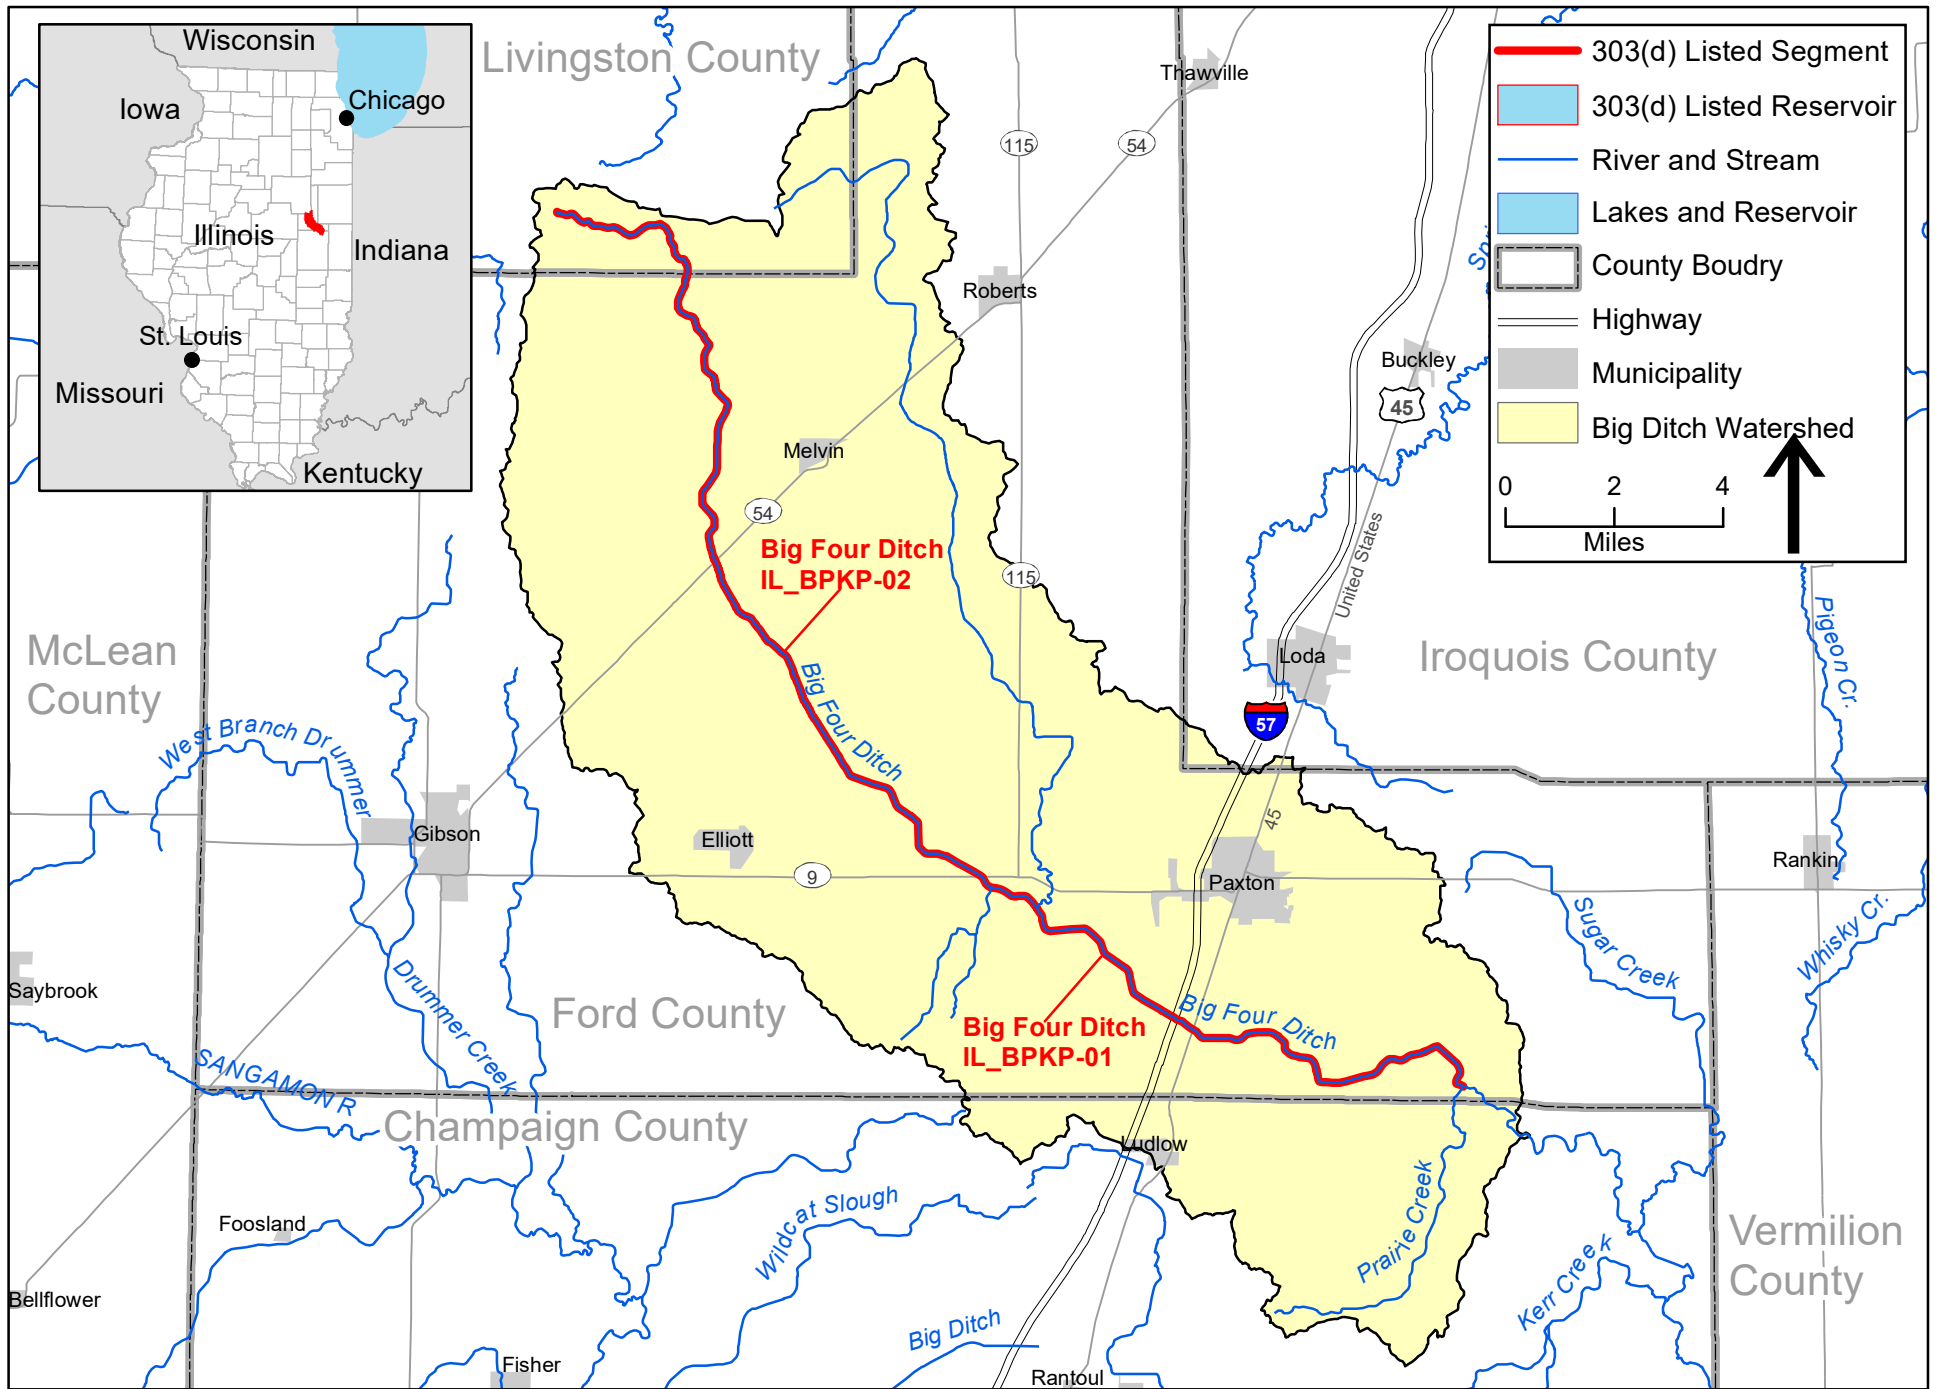 Wisconsin
Iowa
Chicago
Illinois
Indiana
St. Louis
Missouri
Kentucky
Livingston County
Thawville
115
54
Roberts
Buckley
45
Spri
303(d) Listed Segment
303(d) Listed Reservoir
River and Stream
Lakes and Reservoir
County Boudry
Highway
Municipality
Big Ditch Watershed
0 2 4
Miles
Melvin
54
Big Four Ditch
IL_BPKP-02
115
United States
Loda
57
Iroquois County
Pigeon Cr.
McLean
County
West Branch Drummer
Big Four Ditch
Gibson
Elliott
9
45
Paxton
Rankin
Sugar Creek
Whisky Cr.
Saybrook
Drummer Creek
Ford County
Big Four Ditch
IL_BPKP-01
Big Four Ditch
SANGAMON R
Champaign County
Ludlow
Prairie Creek
Wildcat Slough
Foosland
Kerr Creek
Vermilion
County
Bellflower
Big Ditch
Fisher
Rantoul